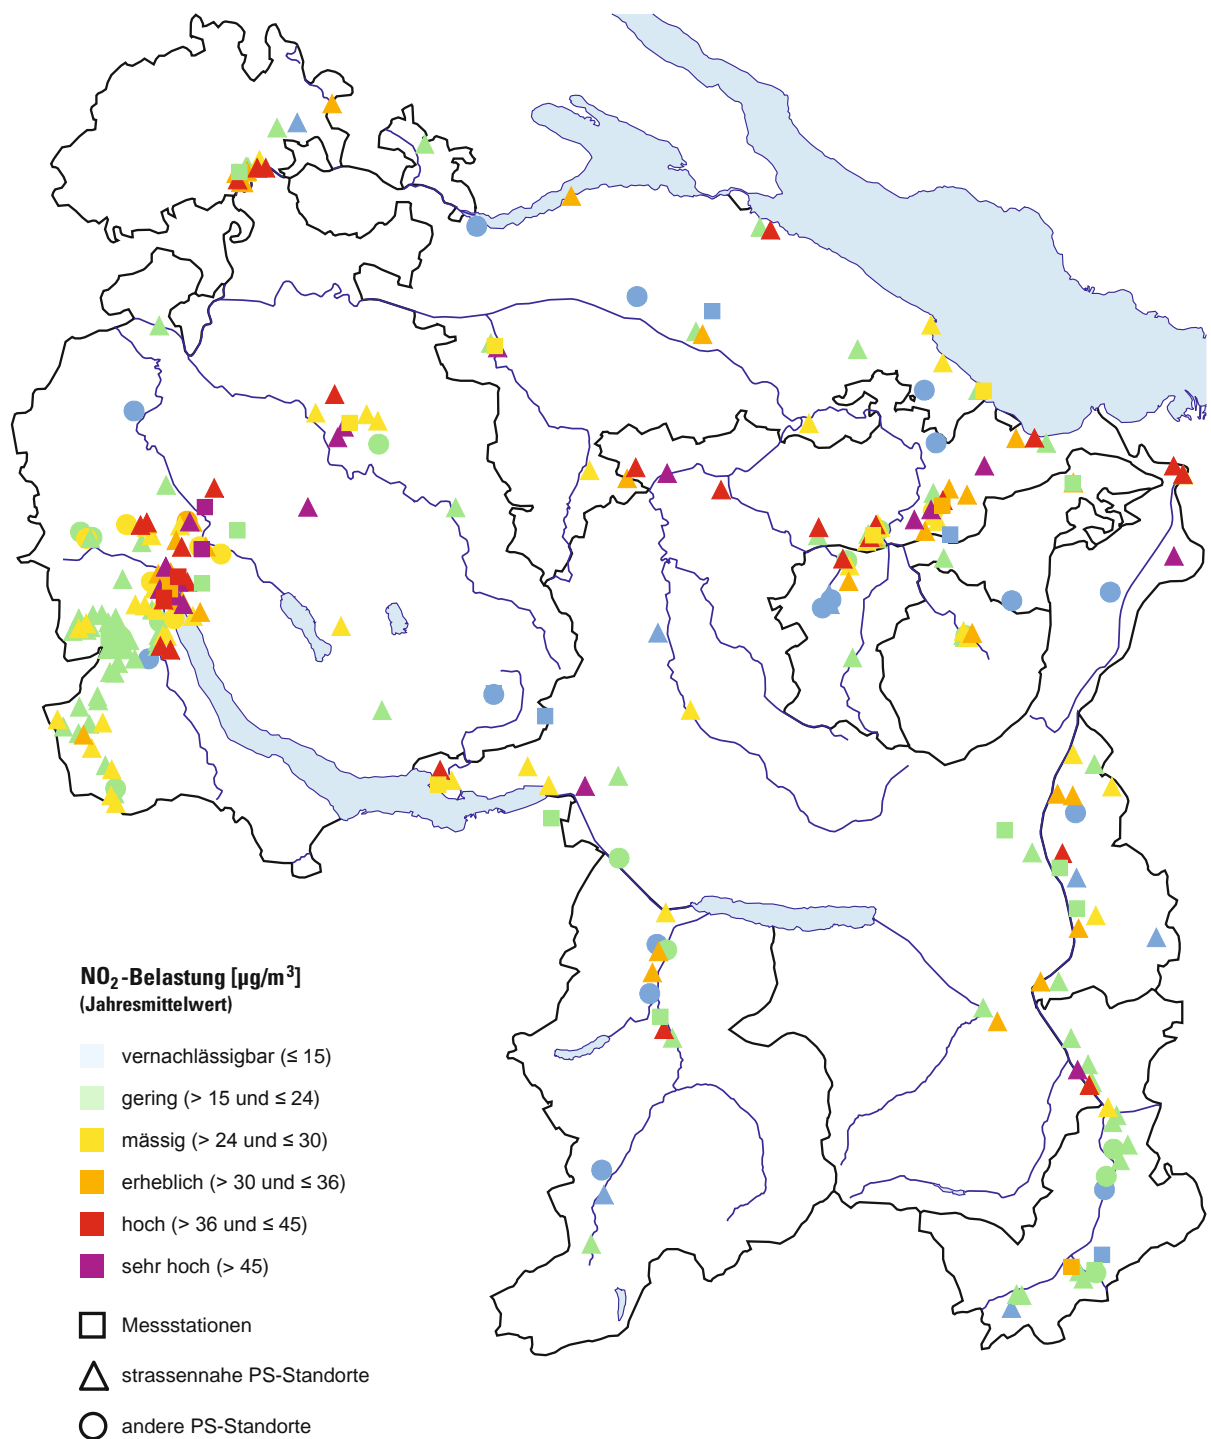 NO₂-Belastung [µg/m³]
(Jahresmittelwert)
vernachlässigbar (≤ 15)
gering (> 15 und ≤ 24)
mässig (> 24 und ≤ 30)
erheblich (> 30 und ≤ 36)
hoch (> 36 und ≤ 45)
sehr hoch (> 45)
Messstationen
strassennahe PS-Standorte
andere PS-Standorte